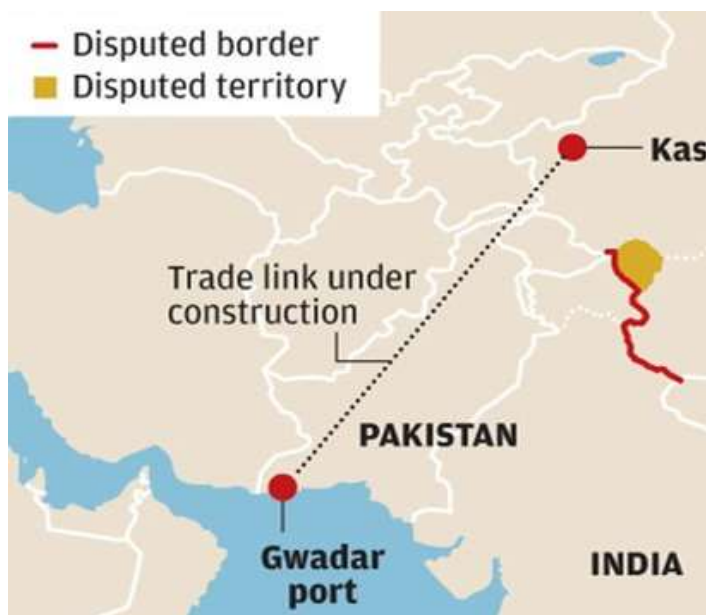 Disputed border
Disputed territory
Kas
Trade link under
construction
PAKISTAN
Gwadar
port
INDIA